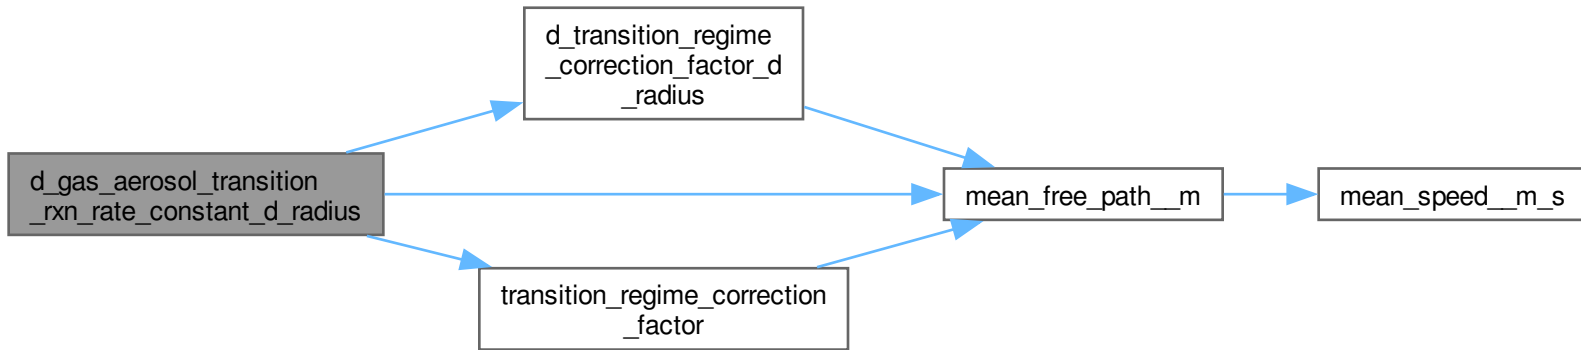 d_transition_regime
_correction_factor_d
_radius
d_gas_aerosol_transition
_rxn_rate_constant_d_radius
mean_free_path__m
mean_speed__m_s
transition_regime_correction
_factor